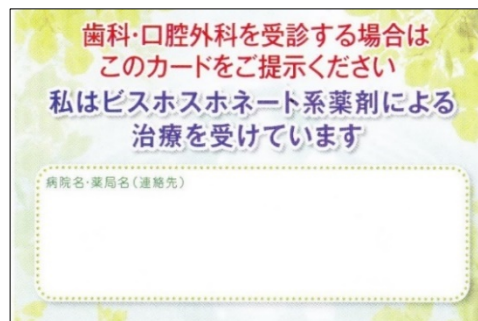 歯科・口腔外科を受診する場合は
このカードをご提示ください
私はビスホスホネート系薬剤による
治療を受けています
病院名・薬局名（連絡先）